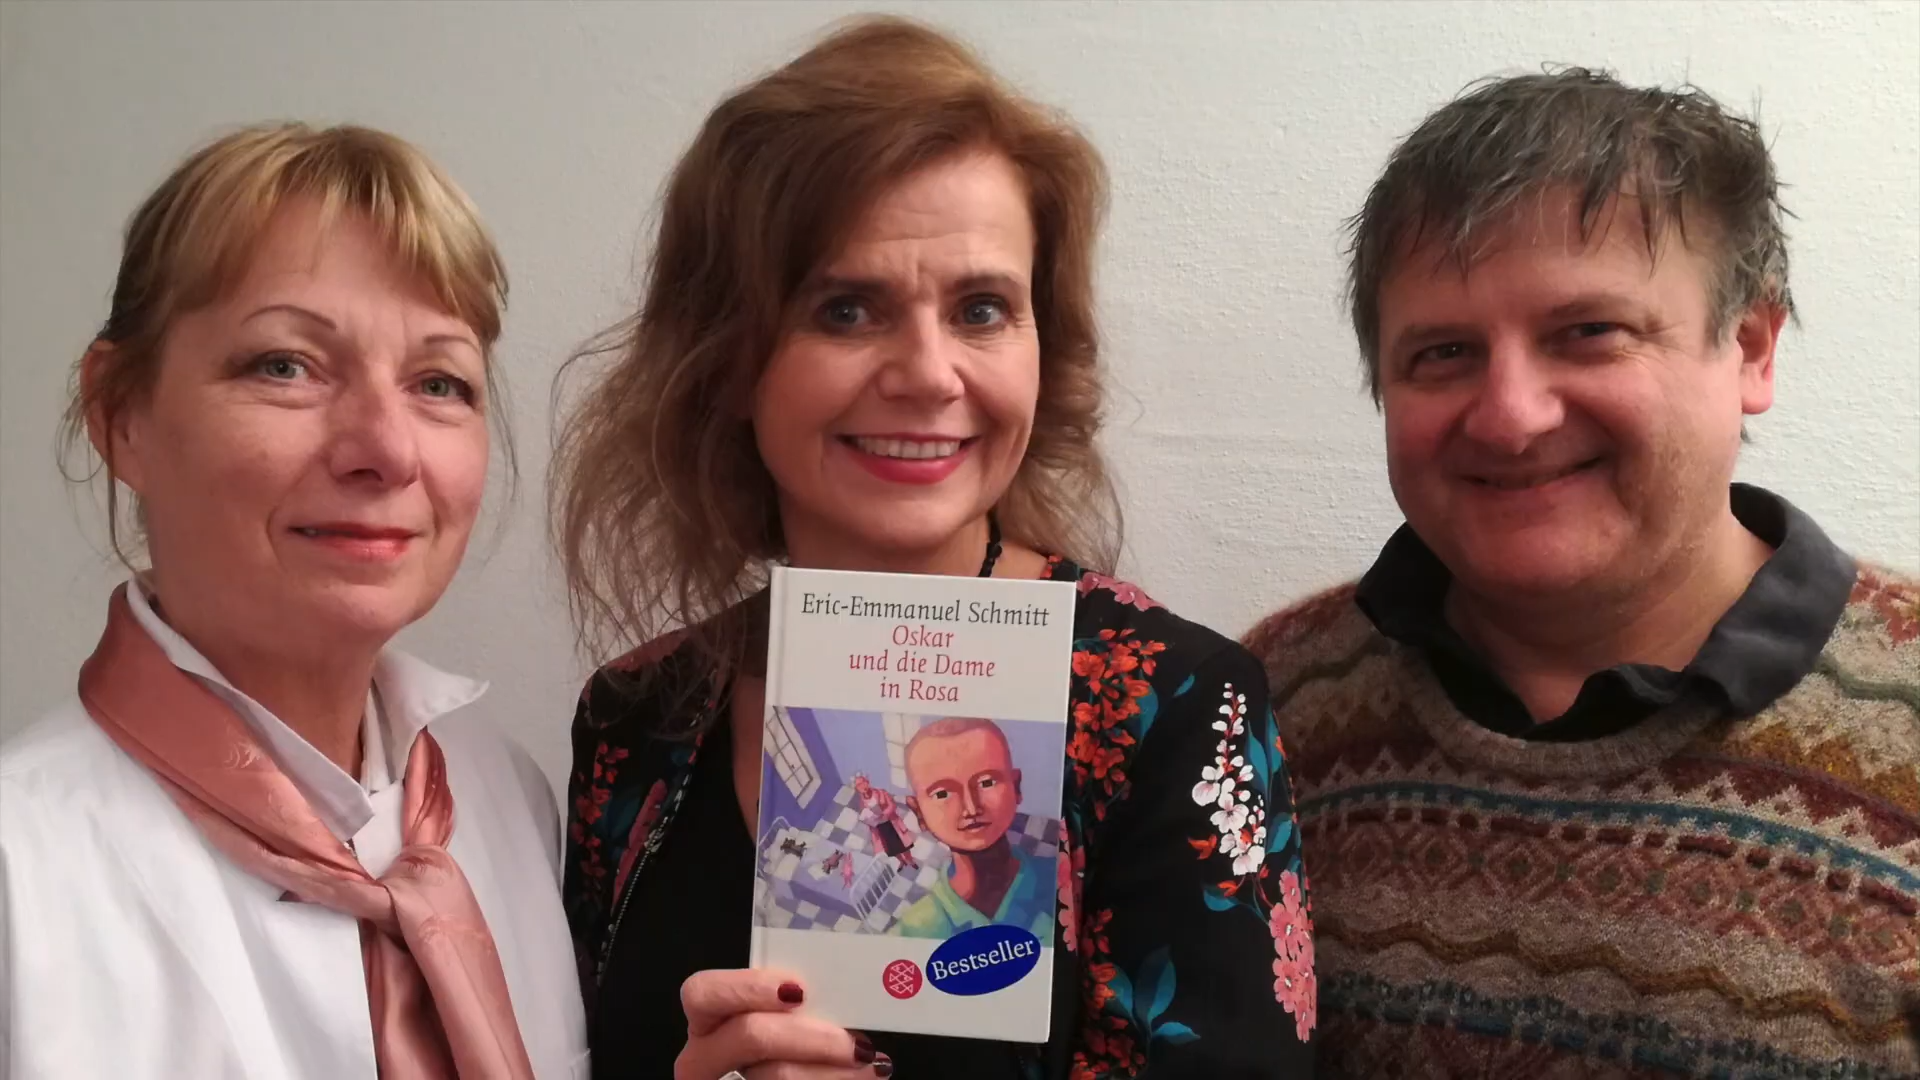 Eric-Emmanuel Schmitt
Oskar
und die Dame
in Rosa
Bestseller